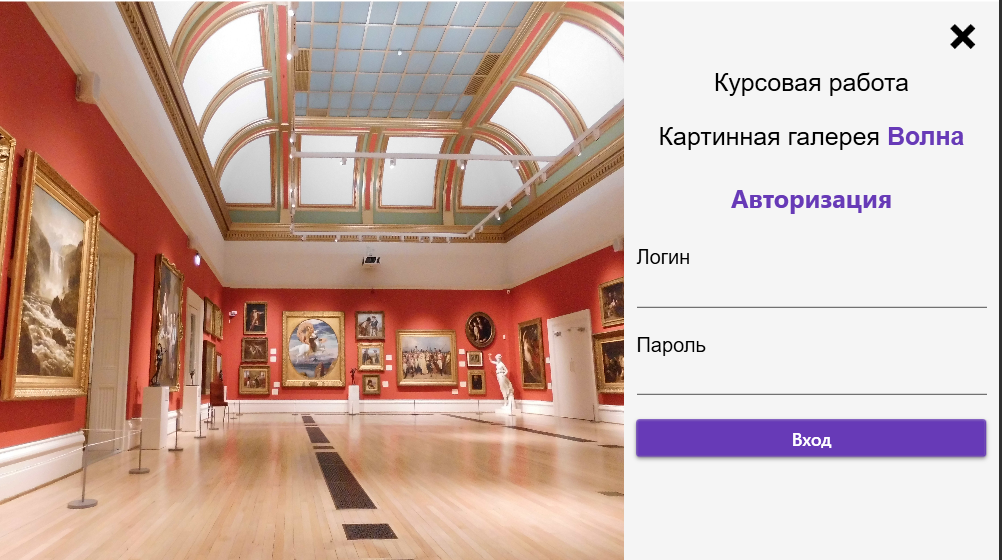 Курсовая работа
Картинная галерея Волна
Авторизация
Логин
Пароль
Вход